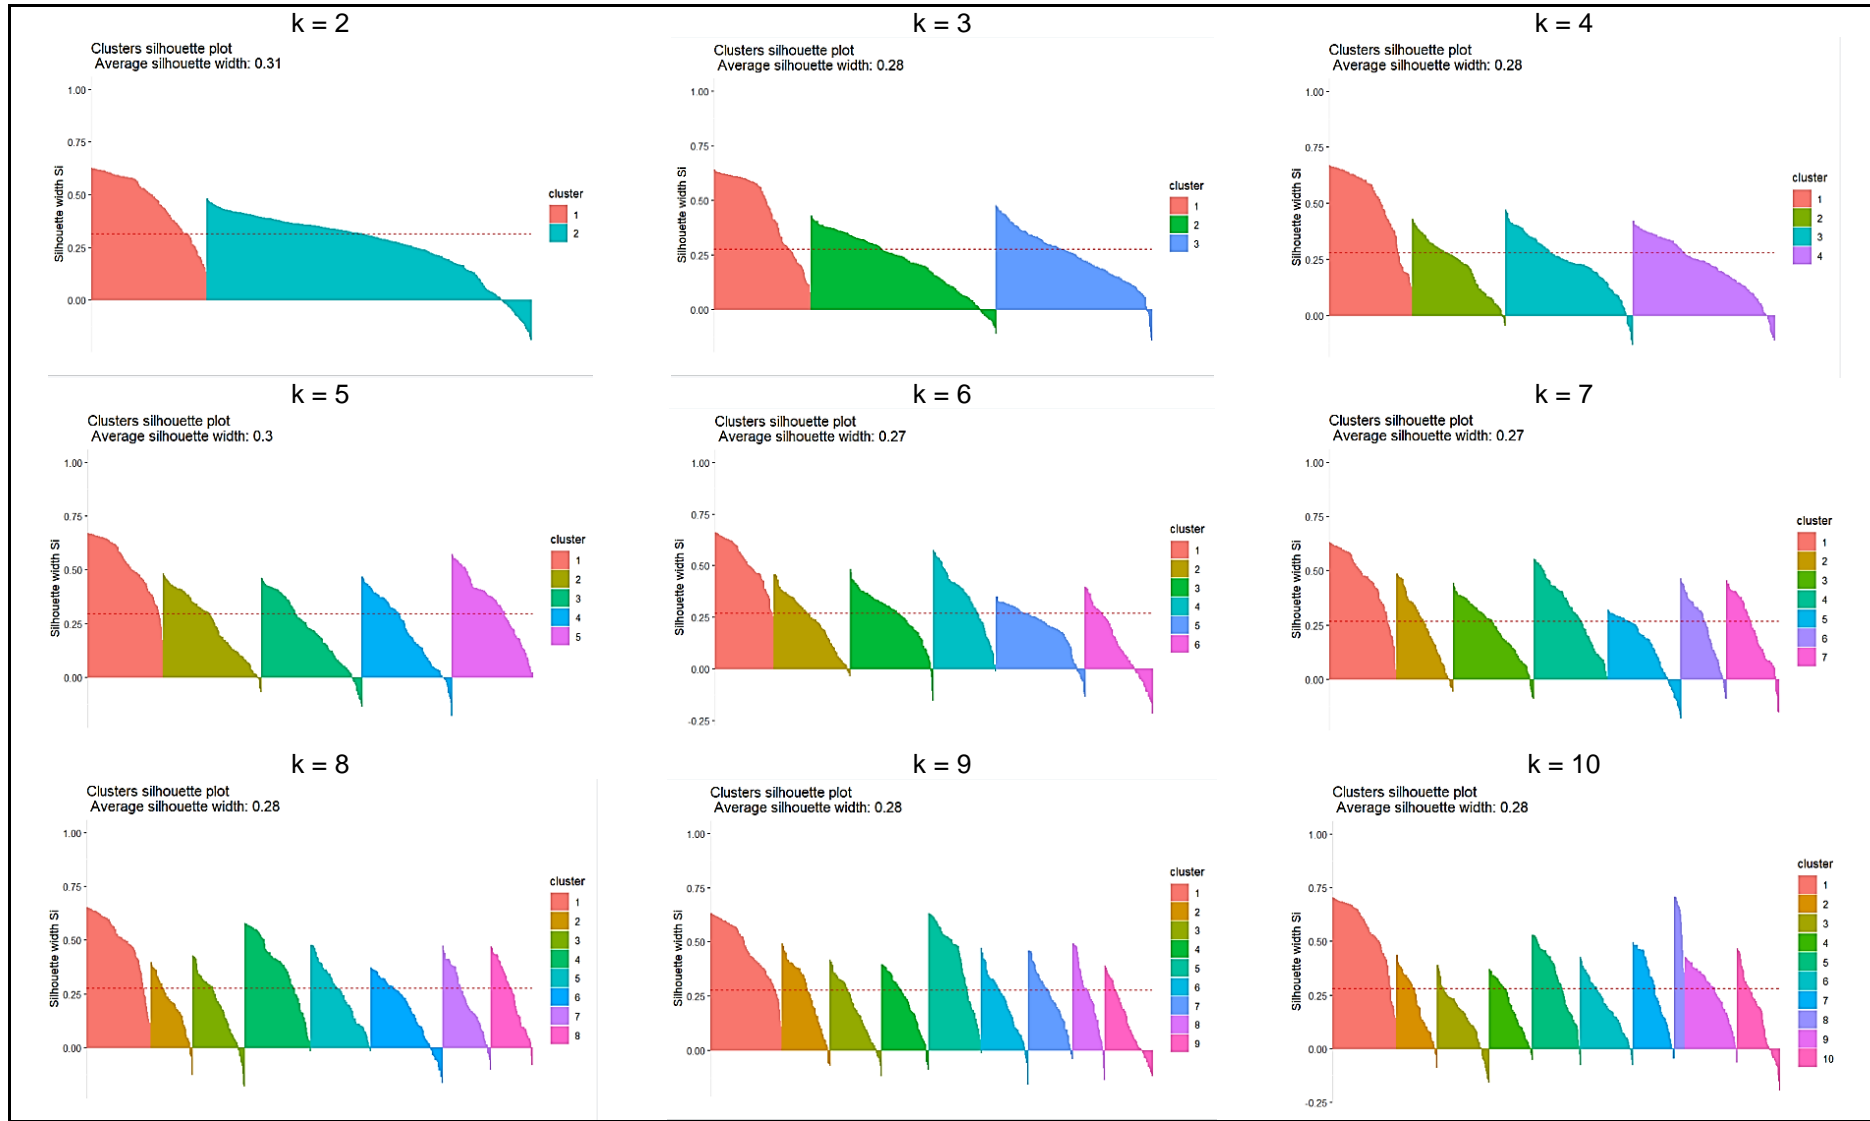 k = 2
Clusters silhouette plot
Average silhouette width: 0.31
1.00
0.75
0.50
0.25
0.00
Silhouette width Si
cluster
1
2
k = 3
Clusters silhouette plot
Average silhouette width: 0.28
1.00
0.75
0.50
0.25
0.00
Silhouette width Si
cluster
1
2
3
k = 4
Clusters silhouette plot
Average silhouette width: 0.28
1.00
0.75
0.50
0.25
0.00
Silhouette width Si
cluster
1
2
3
4
k = 5
Clusters silhouette plot
Average silhouette width: 0.3
1.00
0.75
0.50
0.25
0.00
Silhouette width Si
cluster
1
2
3
4
5
k = 6
Clusters silhouette plot
Average silhouette width: 0.27
1.00
0.75
0.50
0.25
0.00
-0.25
Silhouette width Si
cluster
1
2
3
4
5
6
k = 7
Clusters silhouette plot
Average silhouette width: 0.27
1.00
0.75
0.50
0.25
0.00
Silhouette width Si
cluster
1
2
3
4
5
6
7
k = 8
Clusters silhouette plot
Average silhouette width: 0.28
1.00
0.75
0.50
0.25
0.00
Silhouette width Si
cluster
1
2
3
4
5
6
7
8
k = 9
Clusters silhouette plot
Average silhouette width: 0.28
1.00
0.75
0.50
0.25
0.00
Silhouette width Si
cluster
1
2
3
4
5
6
7
8
9
k = 10
Clusters silhouette plot
Average silhouette width: 0.28
1.00
0.75
0.50
0.25
0.00
-0.25
Silhouette width Si
cluster
1
2
3
4
5
6
7
8
9
10